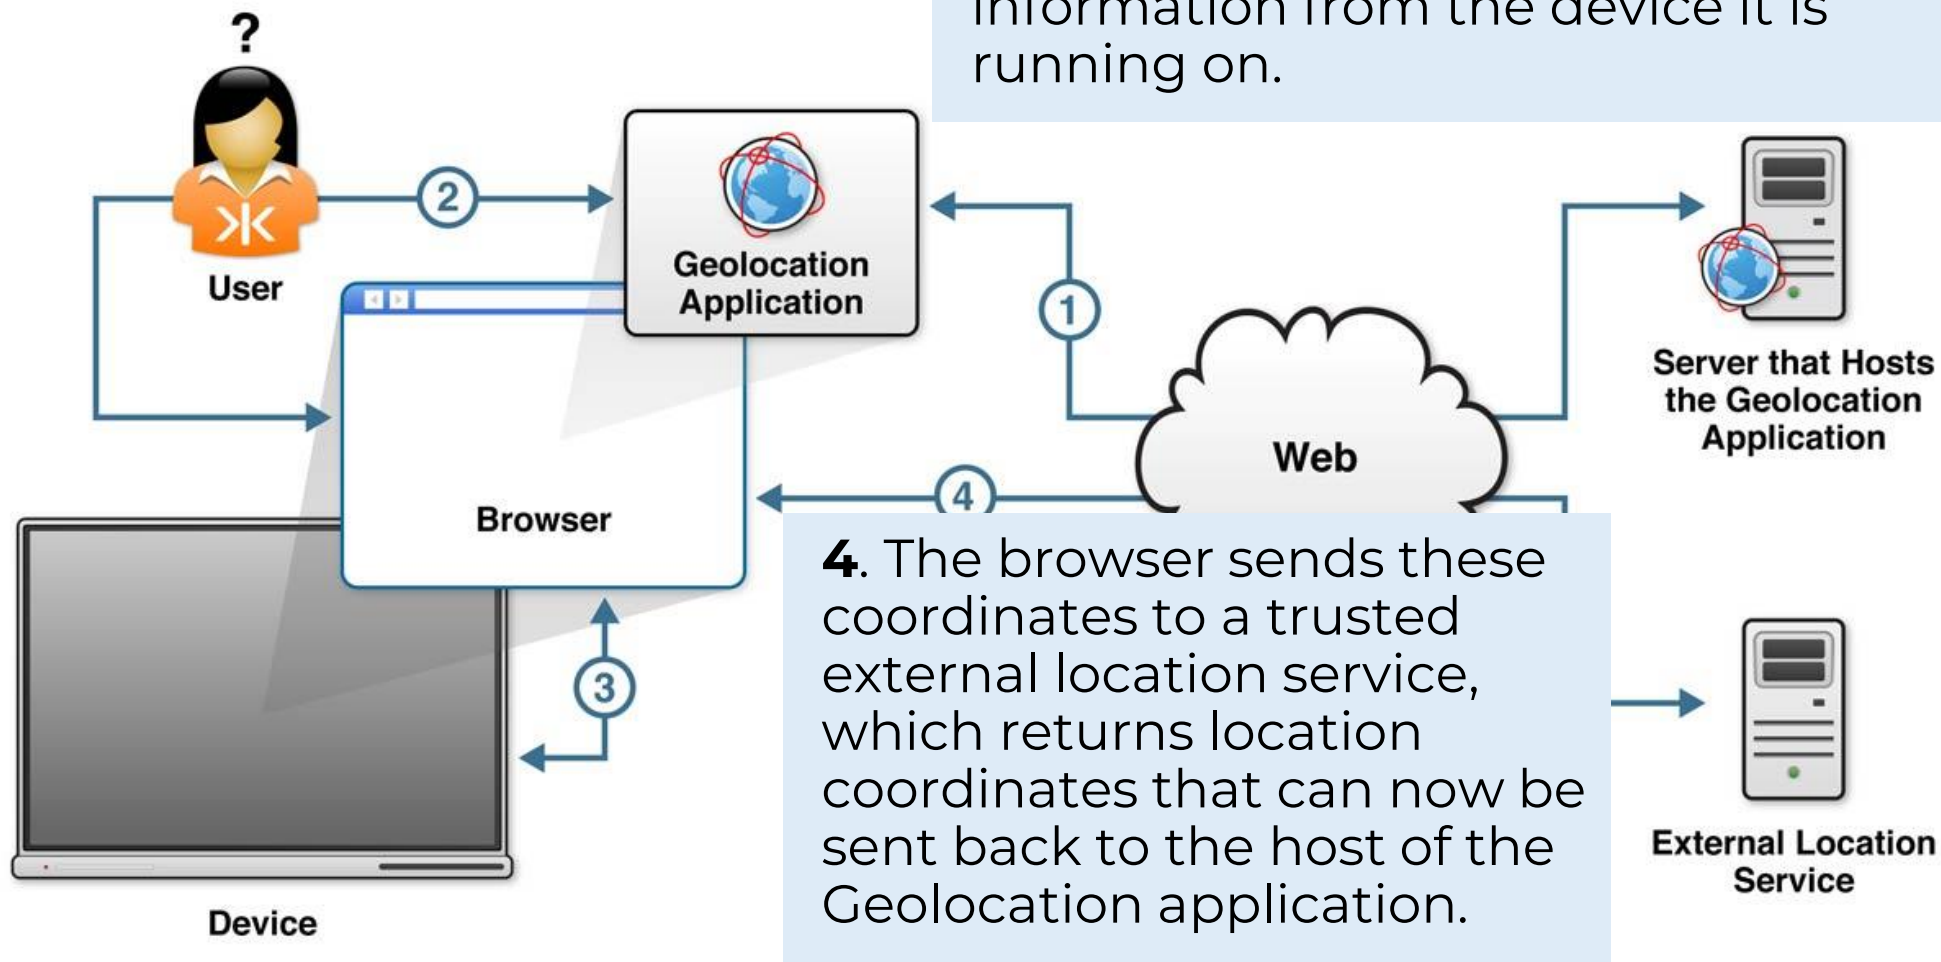 information from the device it is
running on.
?
2
Geolocation
Application
User
1
Server that Hosts
the Geolocation
Application
Web
4
Browser
4. The browser sends these
coordinates to a trusted
external location service,
which returns location
coordinates that can now be
sent back to the host of the
Geolocation application.
3
External Location
Service
Device